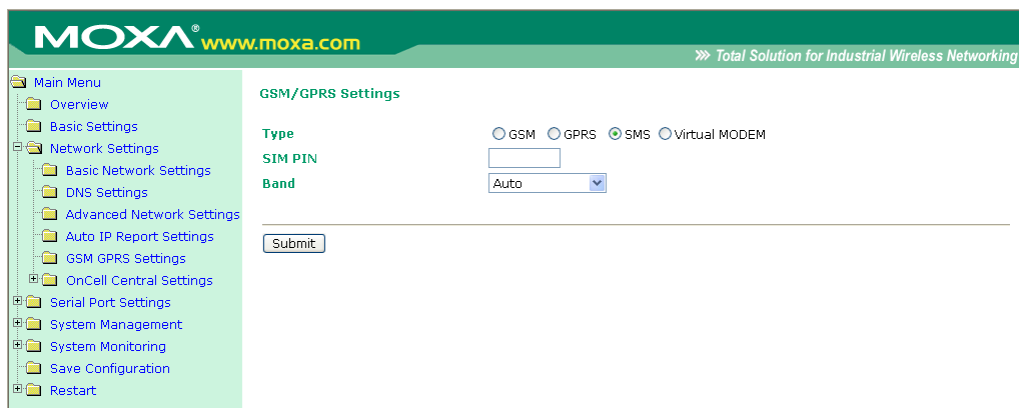 MOXA® www.moxa.com
Total Solution for Industrial Wireless Networking
Main Menu
Overview
Basic Settings
Network Settings
Basic Network Settings
DNS Settings
Advanced Network Settings
Auto IP Report Settings
GSM GPRS Settings
OnCell Central Settings
Serial Port Settings
System Management
System Monitoring
Save Configuration
Restart
GSM/GPRS Settings
Type GSM GPRS SMS Virtual MODEM
SIM PIN
Band Auto
Submit